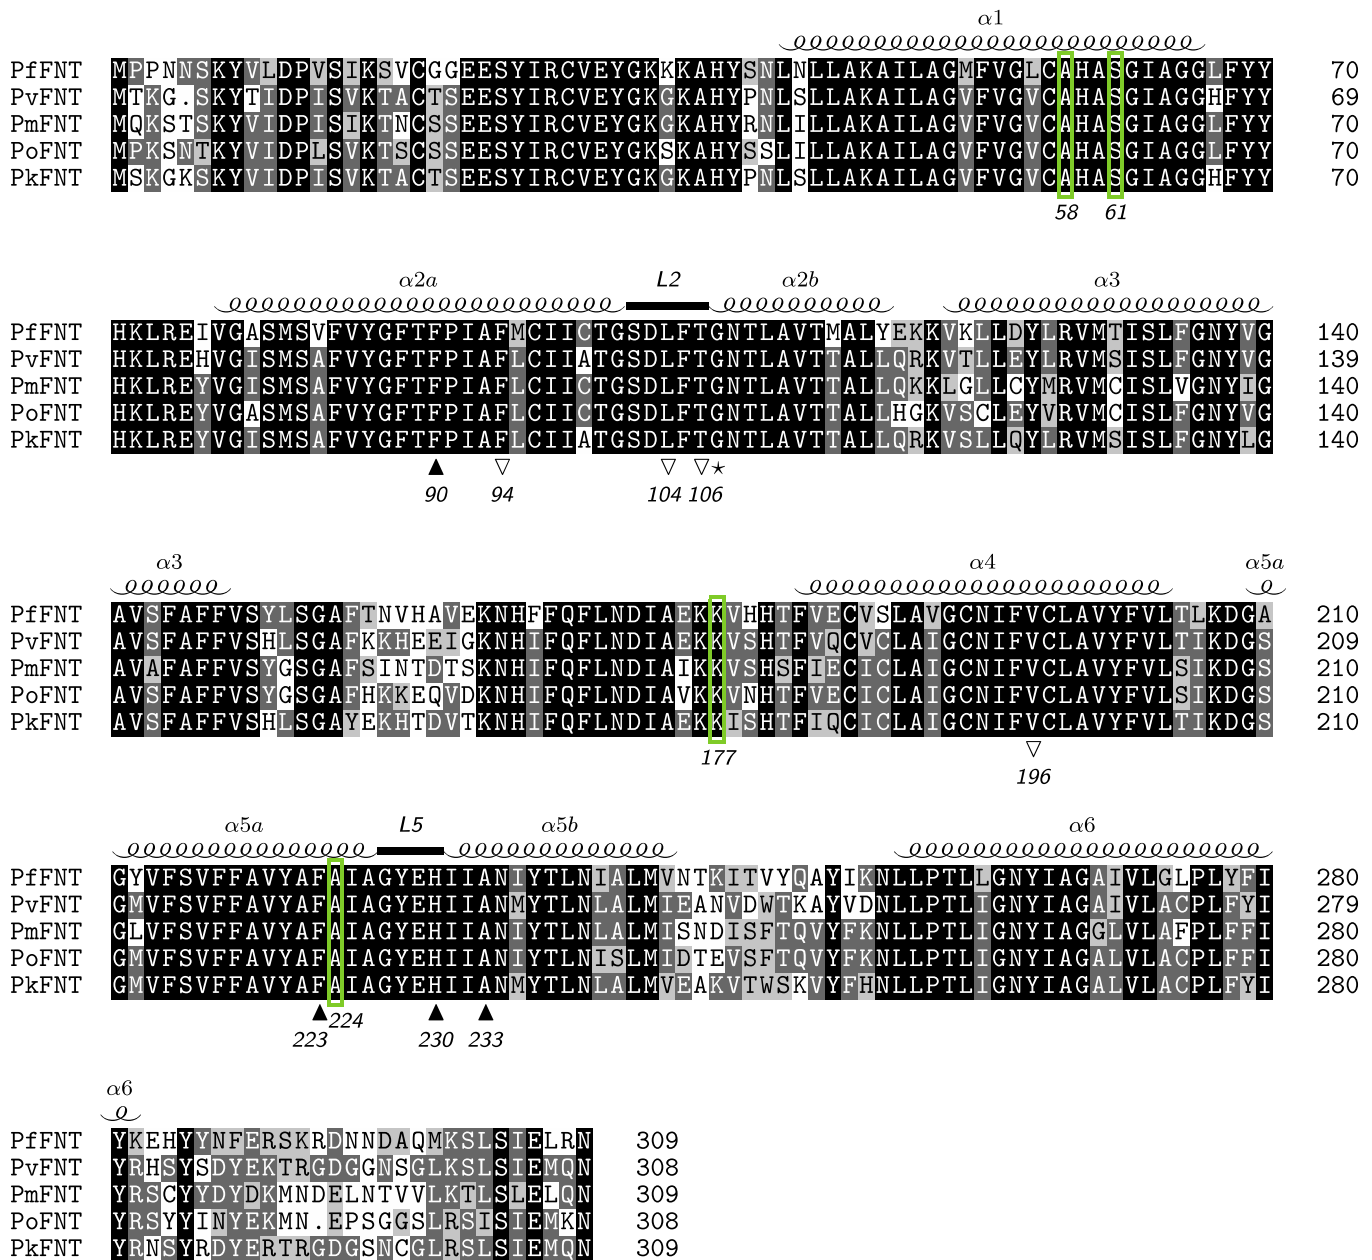 α1
PfFNT MPPNNSKYVLDPVSIKSVCGGEESYIRCVEYGKKKAHYSNLNLLAKAILAGMFVGLCAHASGIAGGLFYY 70
PvFNT MTKG.SKYTIDPISVKTACTSEESYIRCVEYGKGKAHYPNLSLLAKAILAGVFVGVCAHASGIAGGHFYY 69
PmFNT MQKSTSKYVIDPISIKTNCSSEESYIRCVEYGKGKAHYRNLILLAKAILAGVFVGVCAHASGIAGGLFYY 70
PoFNT MPKSNTKYVIDPLSVKTSCSSEESYIRCVEYGKSKAHYSSLILLAKAILAGVFVGVCAHASGIAGGLFYY 70
PkFNT MSKGKSKYVIDPISVKTACTSEESYIRCVEYGKGKAHYPNLSLLAKAILAGVFVGVCAHASGIAGGHFYY 70
58 61
α2a L2 α2b α3
PfFNT HKLREIVGASMSVFVYGFTFPIAFMCIICTGSDLFTGNTLAVTMALYEKKVKLLDYLRVMTISLFGNYVG 140
PvFNT HKLREHVGISMSAFVYGFTFPIAFLCIIATGSDLFTGNTLAVTTALLQRKVTLLEYLRVMSISLFGNYVG 139
PmFNT HKLREYVGISMSAFVYGFTFPIAFLCIICTGSDLFTGNTLAVTTALLQKKLGLLCYMRVMCISLVGNYIG 140
PoFNT HKLREYVGASMSAFVYGFTFPIAFLCIICTGSDLFTGNTLAVTTALLHGKVSCLEYVRVMCISLFGNYVG 140
PkFNT HKLREYVGISMSAFVYGFTFPIAFLCIIATGSDLFTGNTLAVTTALLQRKVSLLQYLRVMSISLFGNYLG 140
▲ ▽ ▽ ▽ ⋆
90 94 104 106
α3 α4 α5a
PfFNT AVSFAFFVSYLSGAFTNVHAVEKNHFFQFLNDIAEKKVHHTFVECVSLAVGCNIFVCLAVYFVLTLKDGA 210
PvFNT AVSFAFFVSHLSGAFKKHEEIGKNHIFQFLNDIAEKKVSHTFVQCVCLAIGCNIFVCLAVYFVLTIKDGS 209
PmFNT AVAFAFFVSYGSGAFSINTDTSKNHIFQFLNDIAIKKVSHSFIECICLAIGCNIFVCLAVYFVLSIKDGS 210
PoFNT AVSFAFFVSYGSGAFHKKEQVDKNHIFQFLNDIAVKKVNHTFVECICLAIGCNIFVCLAVYFVLSIKDGS 210
PkFNT AVSFAFFVSHLSGAYEKHTDVTKNHIFQFLNDIAEKKISHTFIQCICLAIGCNIFVCLAVYFVLTIKDGS 210
▽
177 196
α5a L5 α5b α6
PfFNT GYVFSVFFAVYAFAIAGYEHIIANIYTLNIALMVNTKITVYQAYIKNLLPTLLGNYIAGAIVLGLPLYFI 280
PvFNT GMVFSVFFAVYAFAIAGYEHIIANMYTLNLALMIEANVDWTKAYVDNLLPTLIGNYIAGAIVLACPLFYI 279
PmFNT GLVFSVFFAVYAFAIAGYEHIIANIYTLNLALMISNDISFTQVYFKNLLPTLIGNYIAGGLVLAFPLFFI 280
PoFNT GMVFSVFFAVYAFAIAGYEHIIANIYTLNISLMIDTEVSFTQVYFKNLLPTLIGNYIAGALVLACPLFFI 280
PkFNT GMVFSVFFAVYAFAIAGYEHIIANMYTLNLALMVEAKVTWSKVYFHNLLPTLIGNYIAGALVLACPLFYI 280
▲ ▲ ▲
223 224 230 233
α6
PfFNT YKEHYYNFERSKRDNNDAQMKSLSIELRN 309
PvFNT YRHSYSDYEKTRGDGGNSGLKSLSIEMQN 308
PmFNT YRSCYYDYDKMNDELNTVVLKTLSLELQN 309
PoFNT YRSYYINYEKMN.EPSGGSLRSISIEMKN 308
PkFNT YRNSYRDYERTRGDGSNCGLRSLSIEMQN 309